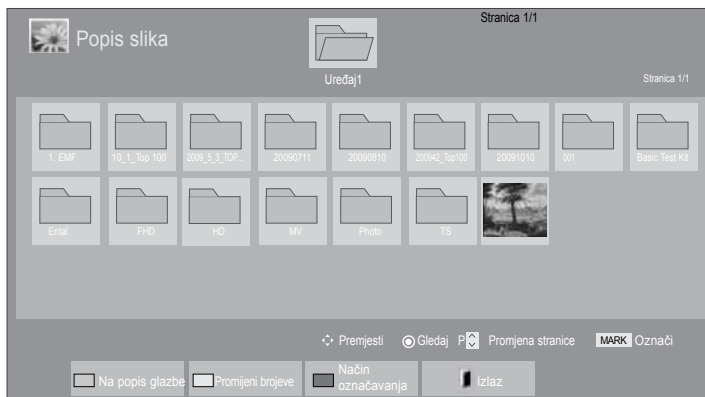 Stranica 1/1
Popis slika
Uređaj1
Stranica 1/1
1. EMF
10_1_Top 100
2009_5_3_TOP...
20090711
20090810
200942_Top100
20091010
001
Basic Test Kit
Ental
FHD
HD
MV
Photo
TS
Premjesti Gledaj P Promjena stranice MARK Označi
Na popis glazbe
Promijeni brojeve
Način
označavanja
Izlaz